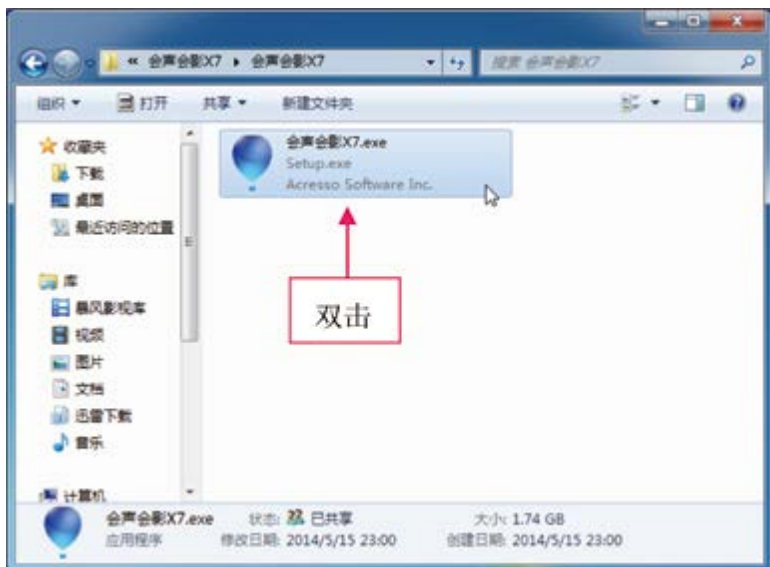 « 会声会影X7 ▸ 会声会影X7
搜索 会声会影X7
组织 ▾ 打开 共享 ▾ 新建文件夹
收藏夹
下载
桌面
最近访问的位置
库
暴风影视库
视频
图片
文档
迅雷下载
音乐
计算机
会声会影X7.exe
Setup.exe
Acresso Software Inc.
双击
会声会影X7.exe 状态: 已共享 大小: 1.74 GB
应用程序 修改日期: 2014/5/15 23:00 创建日期: 2014/5/15 23:00